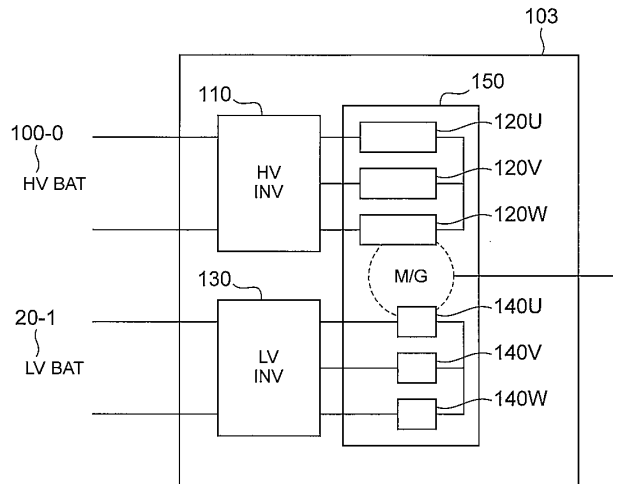 103
110
150
120U
100-0
HV BAT
HV
INV
120V
120W
M/G
130
140U
20-1
LV BAT
LV
INV
140V
140W